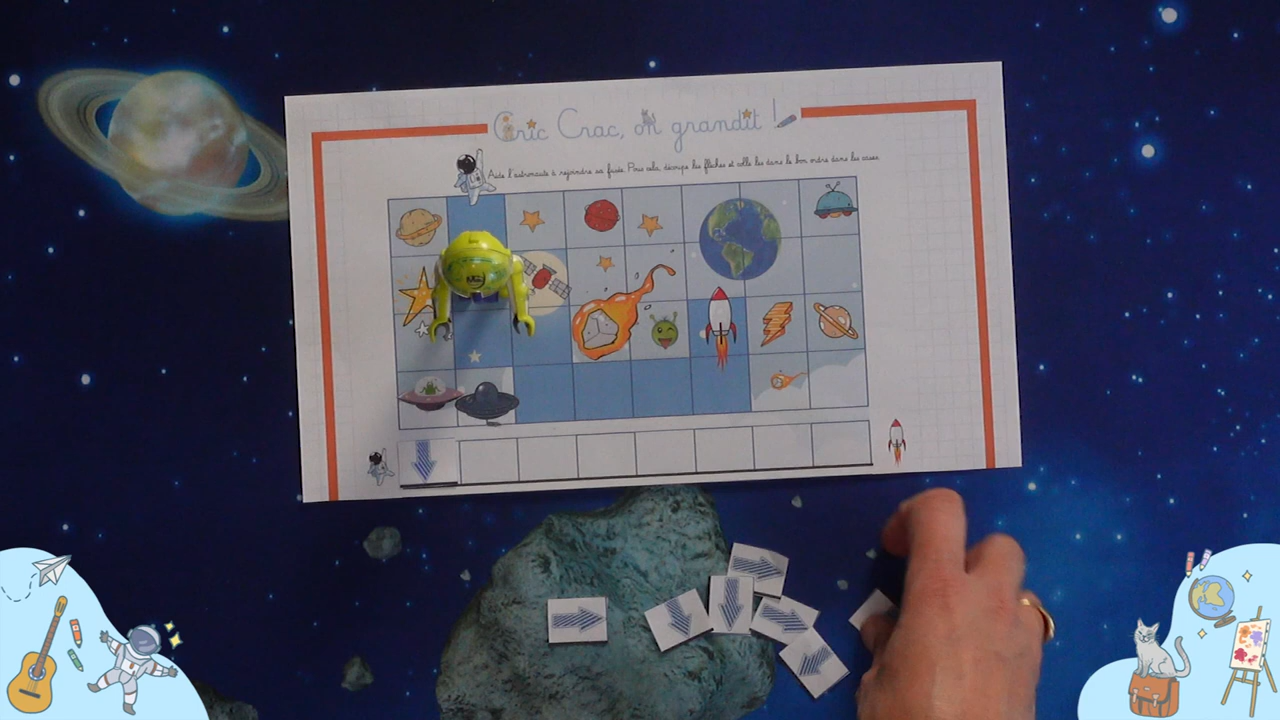 Cric Crac, on grandit !
Aide l'astronaute à rejoindre sa fusée. Pour cela, découpe les flèches et colle les dans le bon ordre dans les cases.